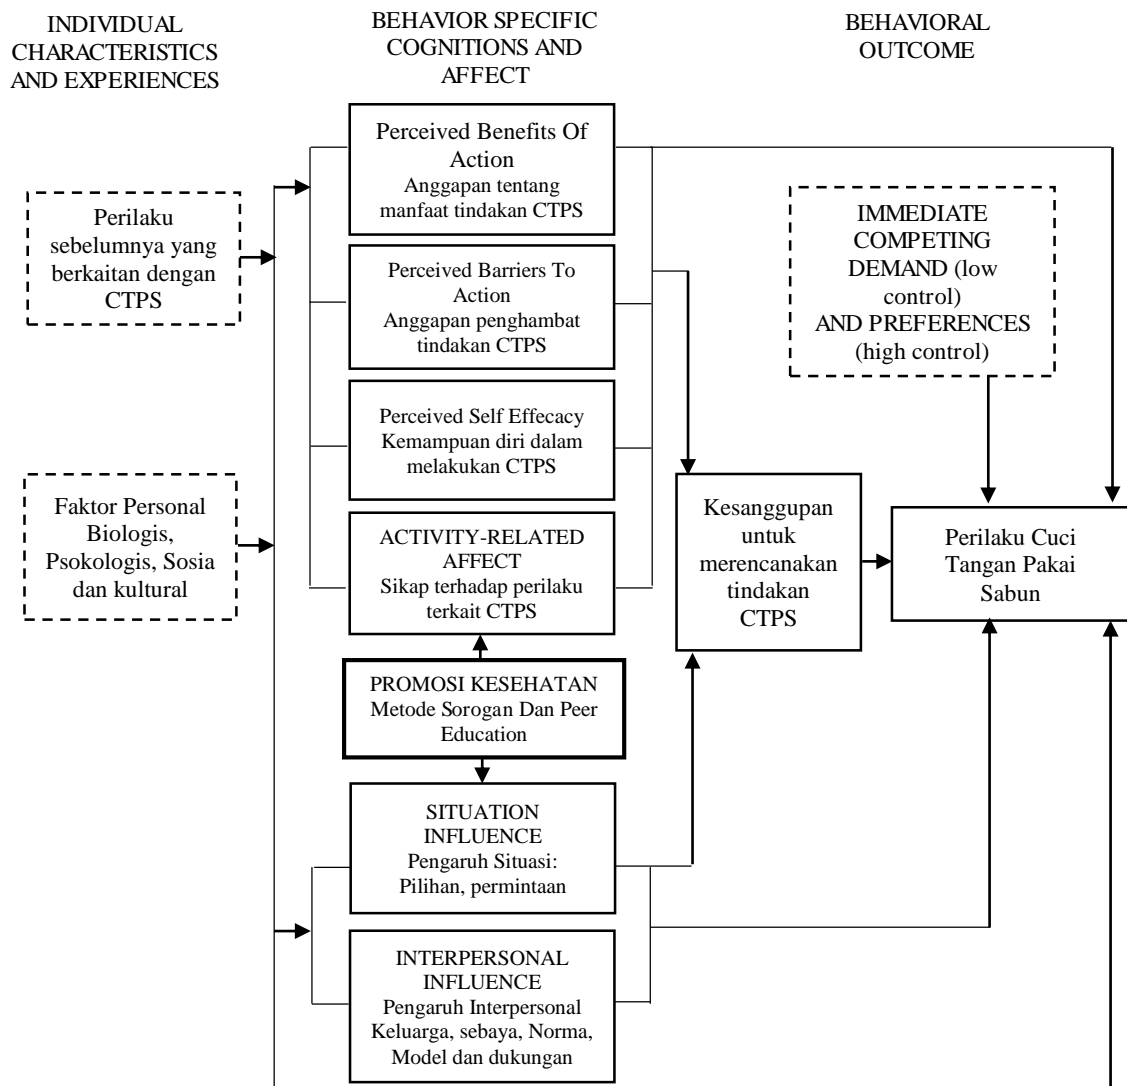 INDIVIDUAL
CHARACTERISTICS
AND EXPERIENCES
BEHAVIOR SPECIFIC
COGNITIONS AND
AFFECT
BEHAVIORAL
OUTCOME
Perilaku
sebelumnya yang
berkaitan dengan
CTPS
Faktor Personal
Biologis,
Psokologis, Sosia
dan kultural
Perceived Benefits Of
Action
Anggapan tentang
manfaat tindakan CTPS
Perceived Barriers To
Action
Anggapan penghambat
tindakan CTPS
Perceived Self Effecacy
Kemampuan diri dalam
melakukan CTPS
ACTIVITY-RELATED
AFFECT
Sikap terhadap perilaku
terkait CTPS
PROMOSI KESEHATAN
Metode Sorogan Dan Peer
Education
SITUATION
INFLUENCE
Pengaruh Situasi:
Pilihan, permintaan
INTERPERSONAL
INFLUENCE
Pengaruh Interpersonal
Keluarga, sebaya, Norma,
Model dan dukungan
IMMEDIATE
COMPETING
DEMAND (low
control)
AND PREFERENCES
(high control)
Kesanggupan
untuk
merencanakan
tindakan
CTPS
Perilaku Cuci
Tangan Pakai
Sabun